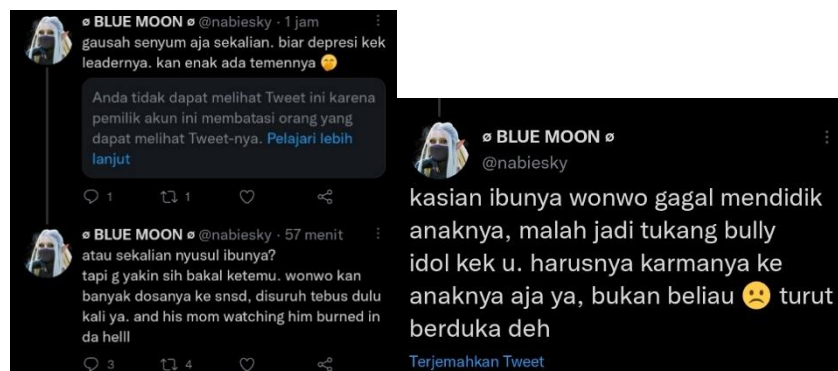 ø BLUE MOON ø @nabiesky · 1 jam
gausah senyum aja sekalian. biar depresi kek
leadernya. kan enak ada temennya 🤭
Anda tidak dapat melihat Tweet ini karena
pemilik akun ini membatasi orang yang
dapat melihat Tweet-nya. Pelajari lebih
lanjut
1 1
ø BLUE MOON ø @nabiesky · 57 menit
atau sekalian nyusul ibunya?
tapi g yakin sih bakal ketemu. wonwo kan
banyak dosanya ke snsd, disuruh tebus dulu
kali ya. and his mom watching him burned in
da helll
3 4
ø BLUE MOON ø
@nabiesky
kasian ibunya wonwo gagal mendidik
anaknya, malah jadi tukang bully
idol kek u. harusnya karmanya ke
anaknya aja ya, bukan beliau ☹️ turut
berduka deh
Terjemahkan Tweet